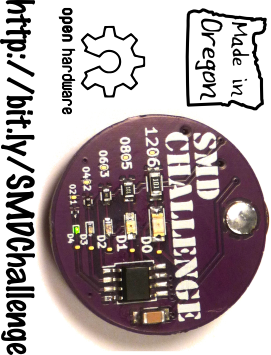 Made in
Oregon
open hardware
http://bit.ly/SMDChallenge
SMD
CHALLENGE
1206
0805
0603
0402
0201
D0
D1
D2
D3
D4